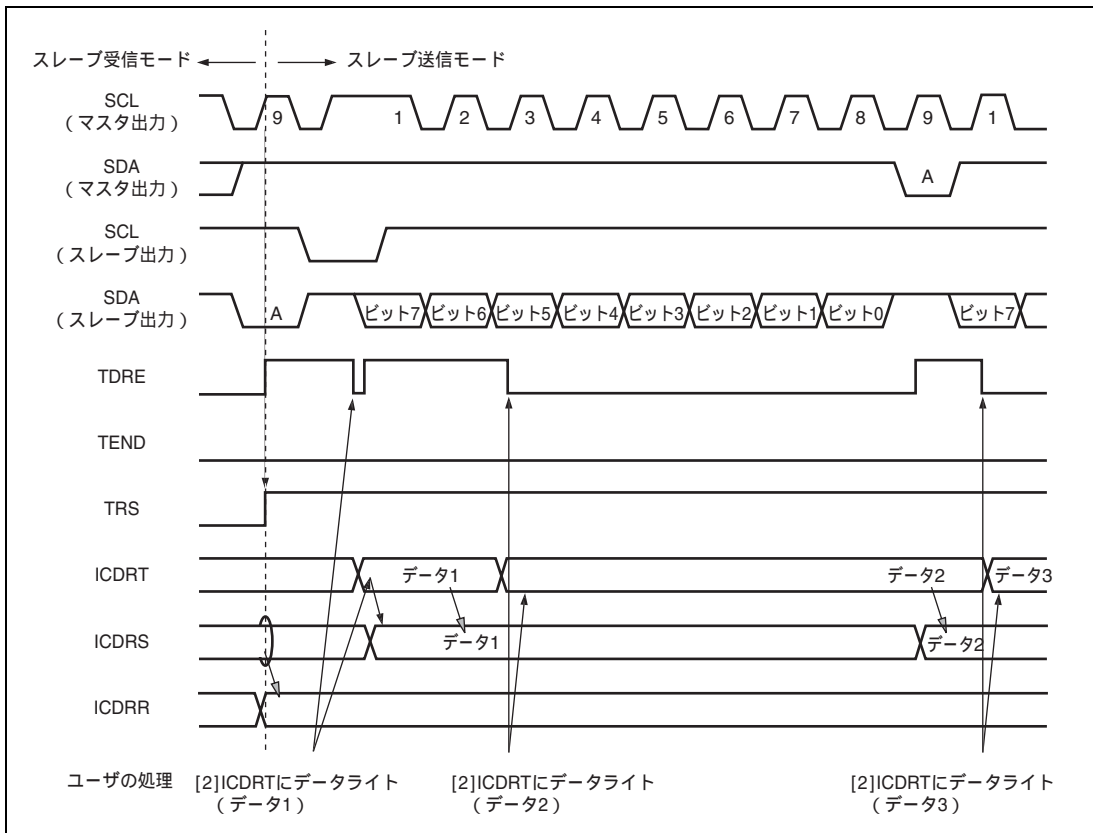 スレーブ受信モード スレーブ送信モード
SCL
（マスタ出力）
9 1 2 3 4 5 6 7 8 9 1
SDA
（マスタ出力）
A
SCL
（スレーブ出力）
SDA
（スレーブ出力）
A ビット7 ビット6 ビット5 ビット4 ビット3 ビット2 ビット1 ビット0 ビット7
TDRE
TEND
TRS
ICDRT データ1 データ2 データ3
ICDRS データ1 データ2
ICDRR
ユーザの処理 [2]ICDRTにデータライト [2]ICDRTにデータライト [2]ICDRTにデータライト
（データ1） （データ2） （データ3）